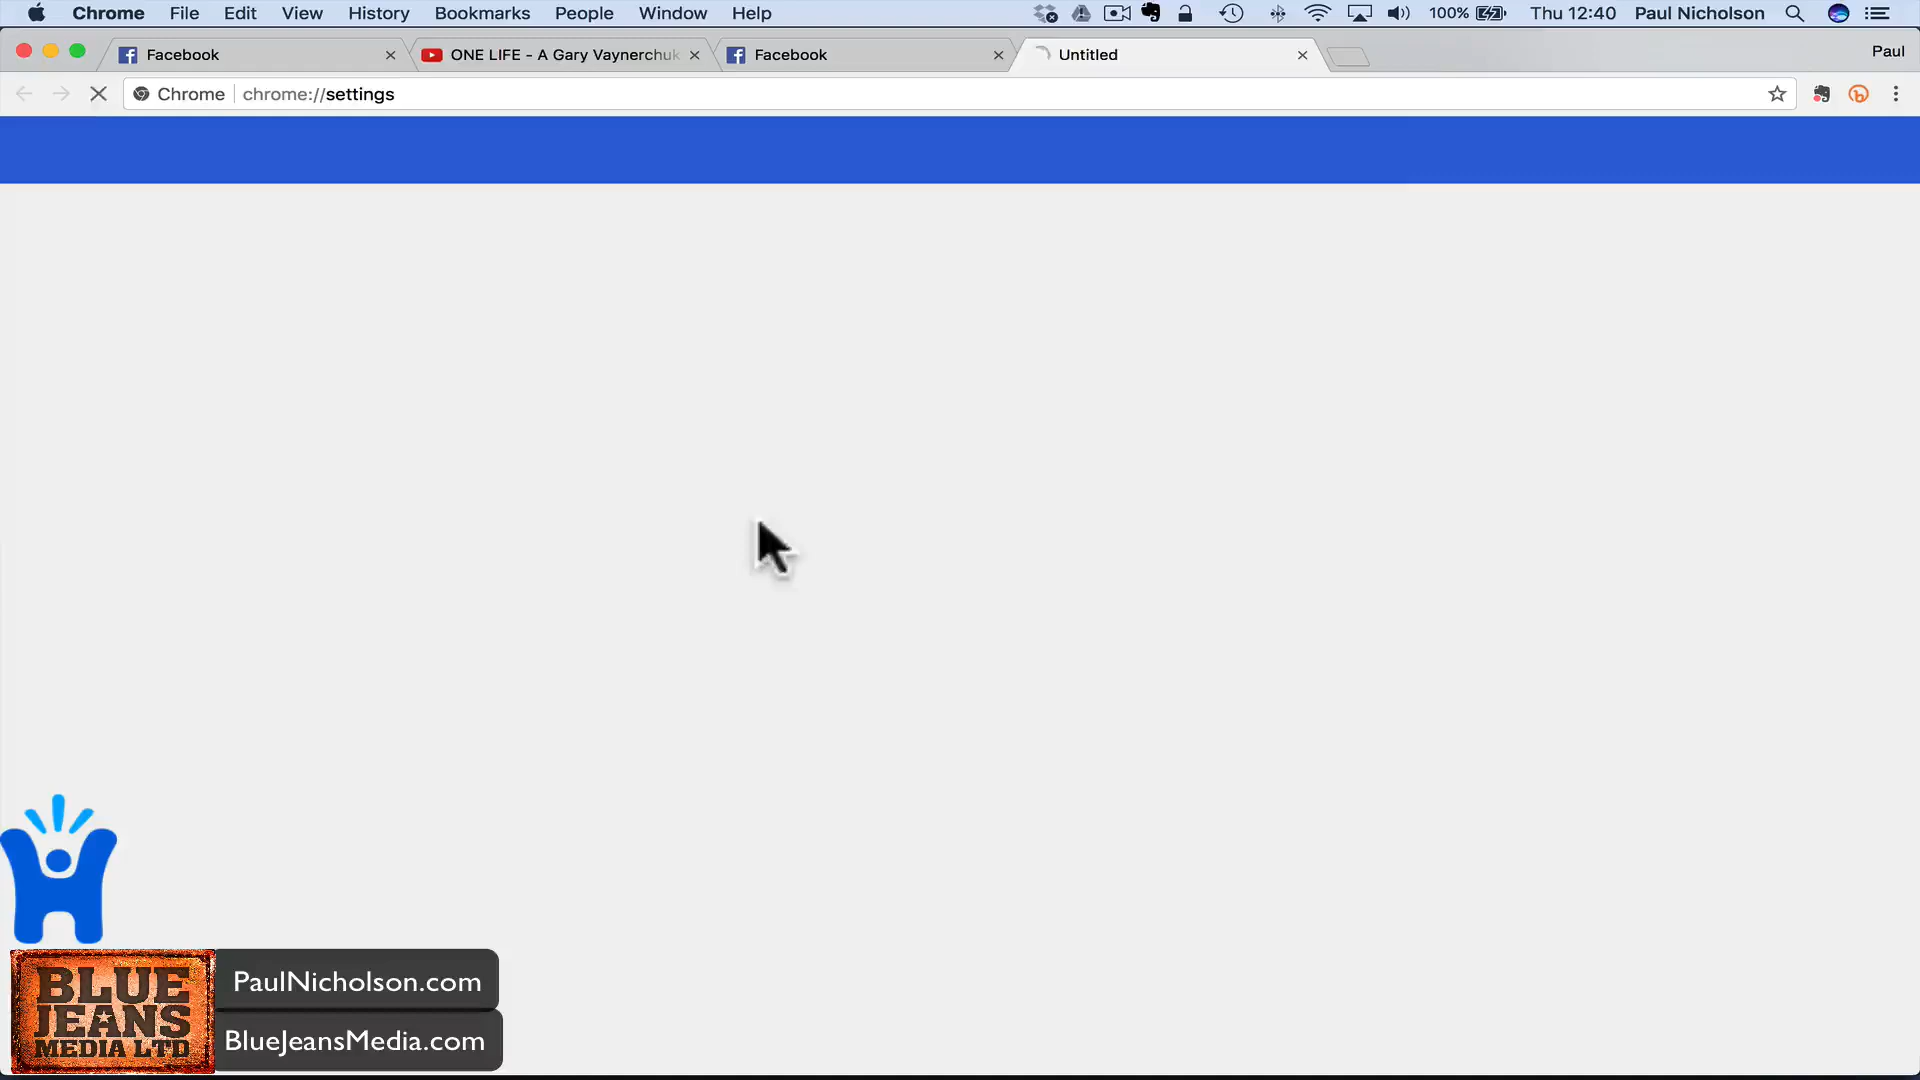 Chrome File Edit View History Bookmarks People Window Help 100% Thu 12:40 Paul Nicholson
Facebook ONE LIFE - A Gary Vaynerchuk Facebook Untitled Paul
Chrome chrome://settings
BLUE
JEANS
MEDIA LTD
PaulNicholson.com
BlueJeansMedia.com